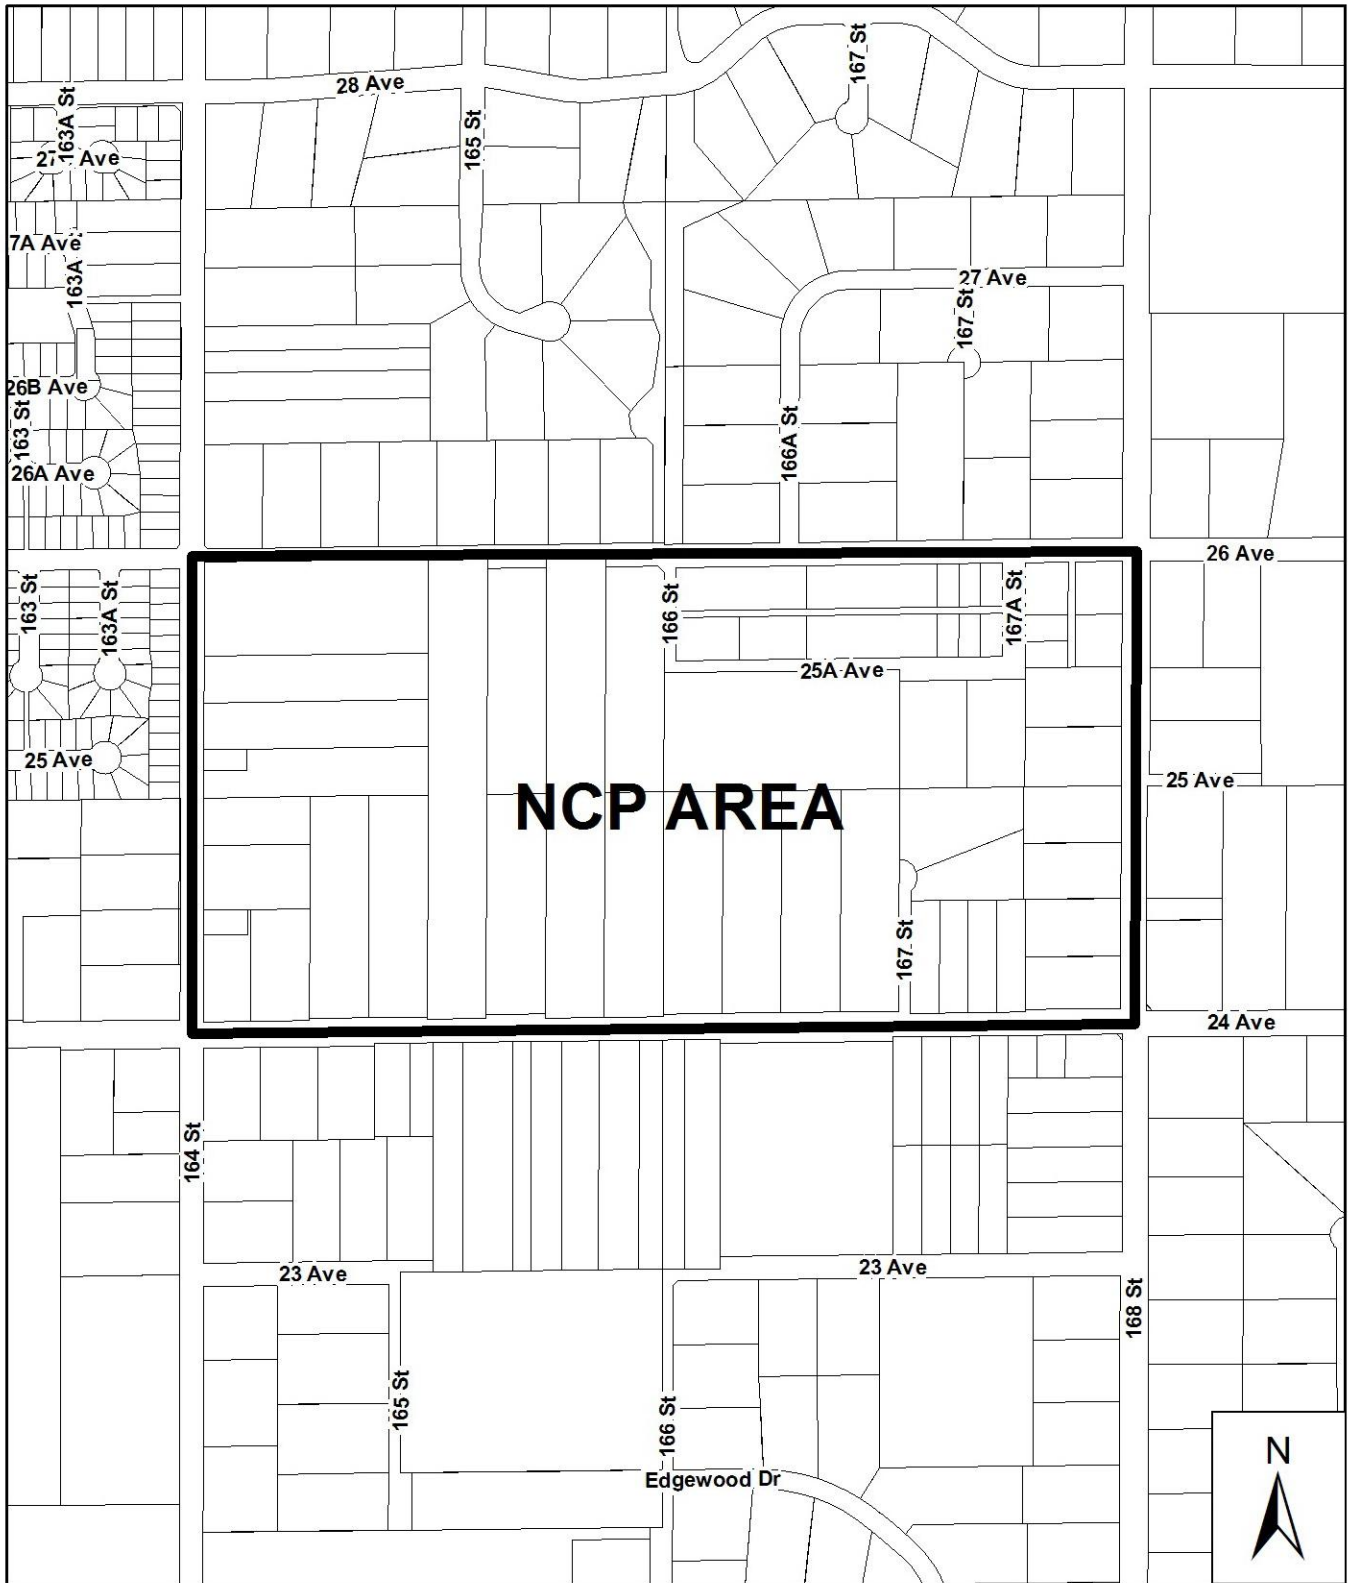 167 St
28 Ave
163A St
165 St
27 Ave
7A Ave
163A
27 Ave
167 St
26B Ave
163 St
166A St
26A Ave
26 Ave
163 St
163A St
166 St
167A St
25A Ave
25 Ave
25 Ave
NCP AREA
167 St
24 Ave
164 St
23 Ave
23 Ave
168 St
165 St
166 St
Edgewood Dr
N